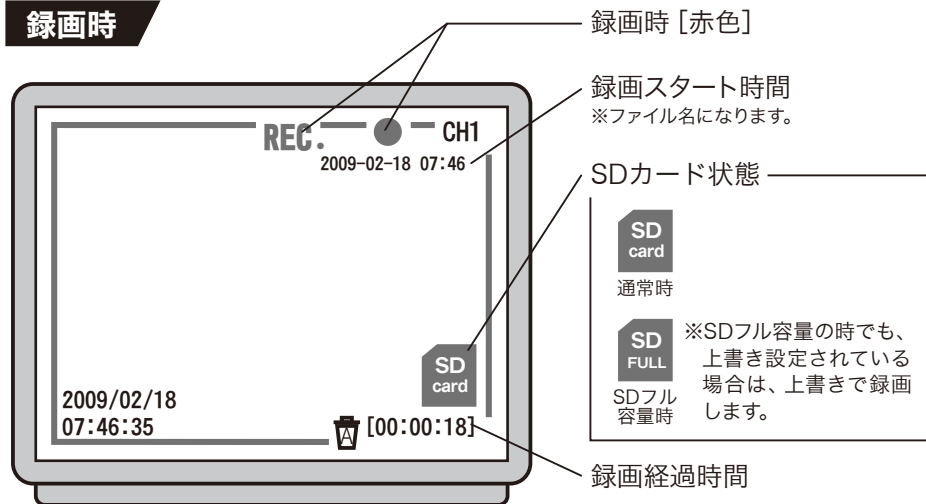 録画時
録画時［赤色］
録画スタート時間
※ファイル名になります。
SDカード状態
REC.
CH1
2009-02-18 07:46
SD
card
通常時
SD
FULL
SDフル
容量時
※SDフル容量の時でも、
上書き設定されている
場合は、上書きで録画
します。
SD
card
2009/02/18
07:46:35
A
[00:00:18]
録画経過時間